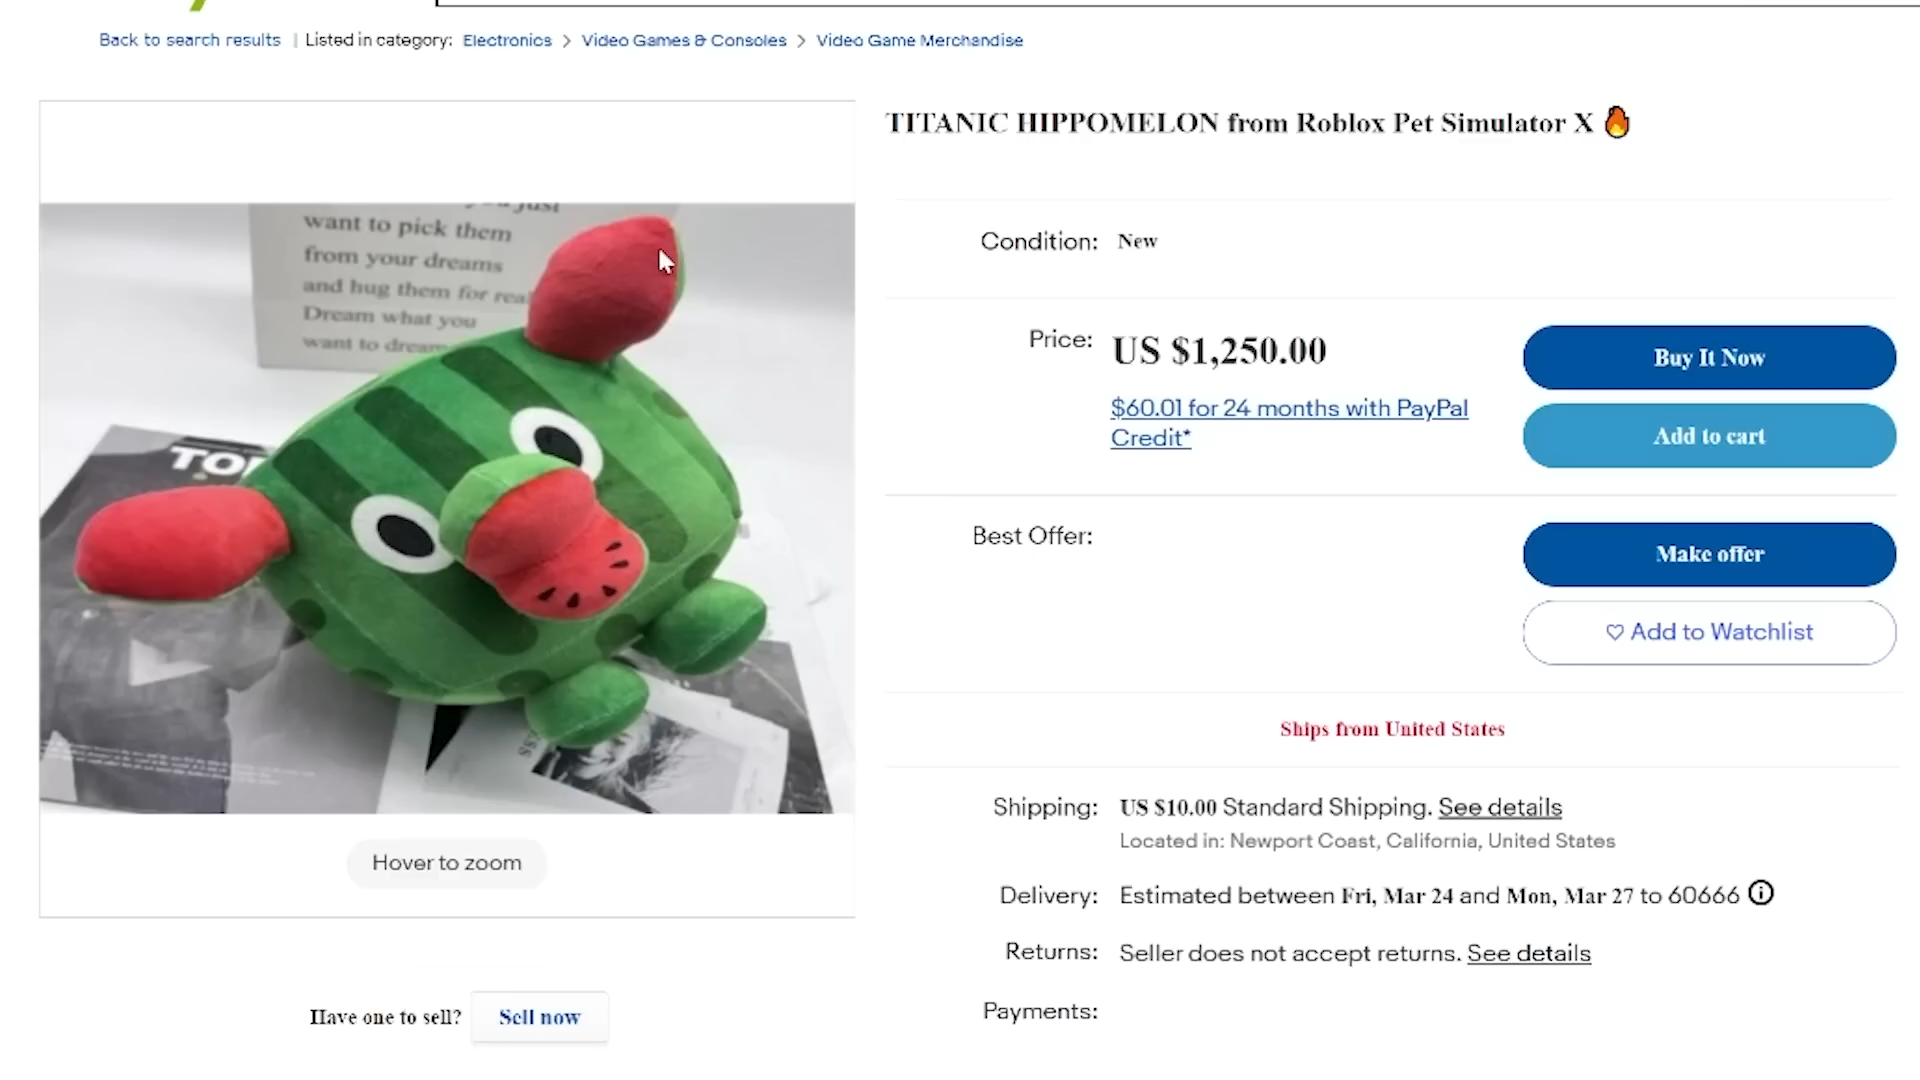 Back to search results | Listed in category: Electronics > Video Games & Consoles > Video Game Merchandise
TITANIC HIPPOMELON from Roblox Pet Simulator X 🔥
just
want to pick them
from your dreams
and hug them for real
Dream what you
want to dream
TO
Condition: New
Price: US $1,250.00
$60.01 for 24 months with PayPal
Credit*
Buy It Now
Add to cart
Best Offer:
Make offer
♡ Add to Watchlist
Ships from United States
Shipping: US $10.00 Standard Shipping. See details
Located in: Newport Coast, California, United States
Delivery: Estimated between Fri, Mar 24 and Mon, Mar 27 to 60666
Returns: Seller does not accept returns. See details
Payments:
Hover to zoom
Have one to sell? Sell now